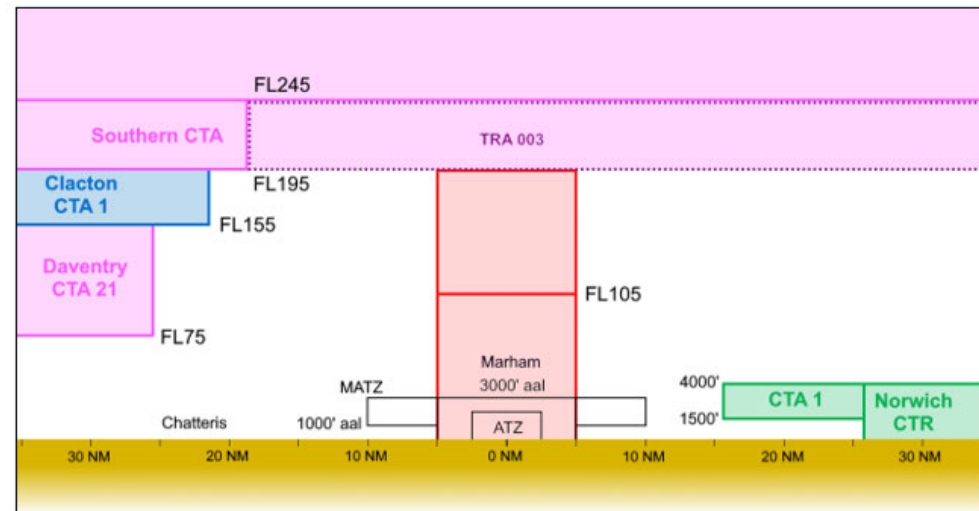 FL245
Southern CTA
TRA 003
FL195
Clacton
CTA 1
FL155
Daventry
CTA 21
FL105
FL75
Marham
3000' aal
MATZ
4000'
CTA 1
Norwich
CTR
1500'
Chatteris
1000' aal
ATZ
30 NM
20 NM
10 NM
0 NM
10 NM
20 NM
30 NM